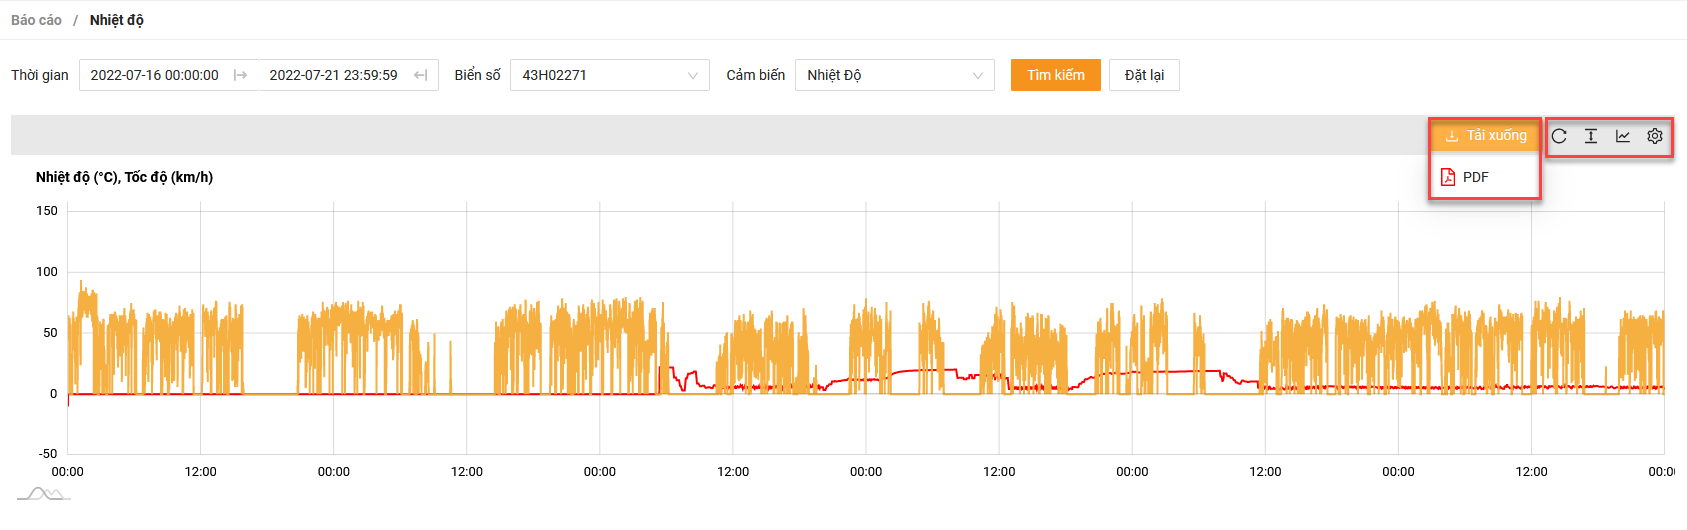 Báo cáo / Nhiệt độ
Thời gian 2022-07-16 00:00:00 2022-07-21 23:59:59 Biển số 43H02271 Cảm biến Nhiệt Độ Tìm kiếm Đặt lại
Tải xuống
PDF
Nhiệt độ (°C), Tốc độ (km/h)
150
100
50
0
-50
00:00 12:00 00:00 12:00 00:00 12:00 00:00 12:00 00:00 12:00 00:00 12:00 00:0